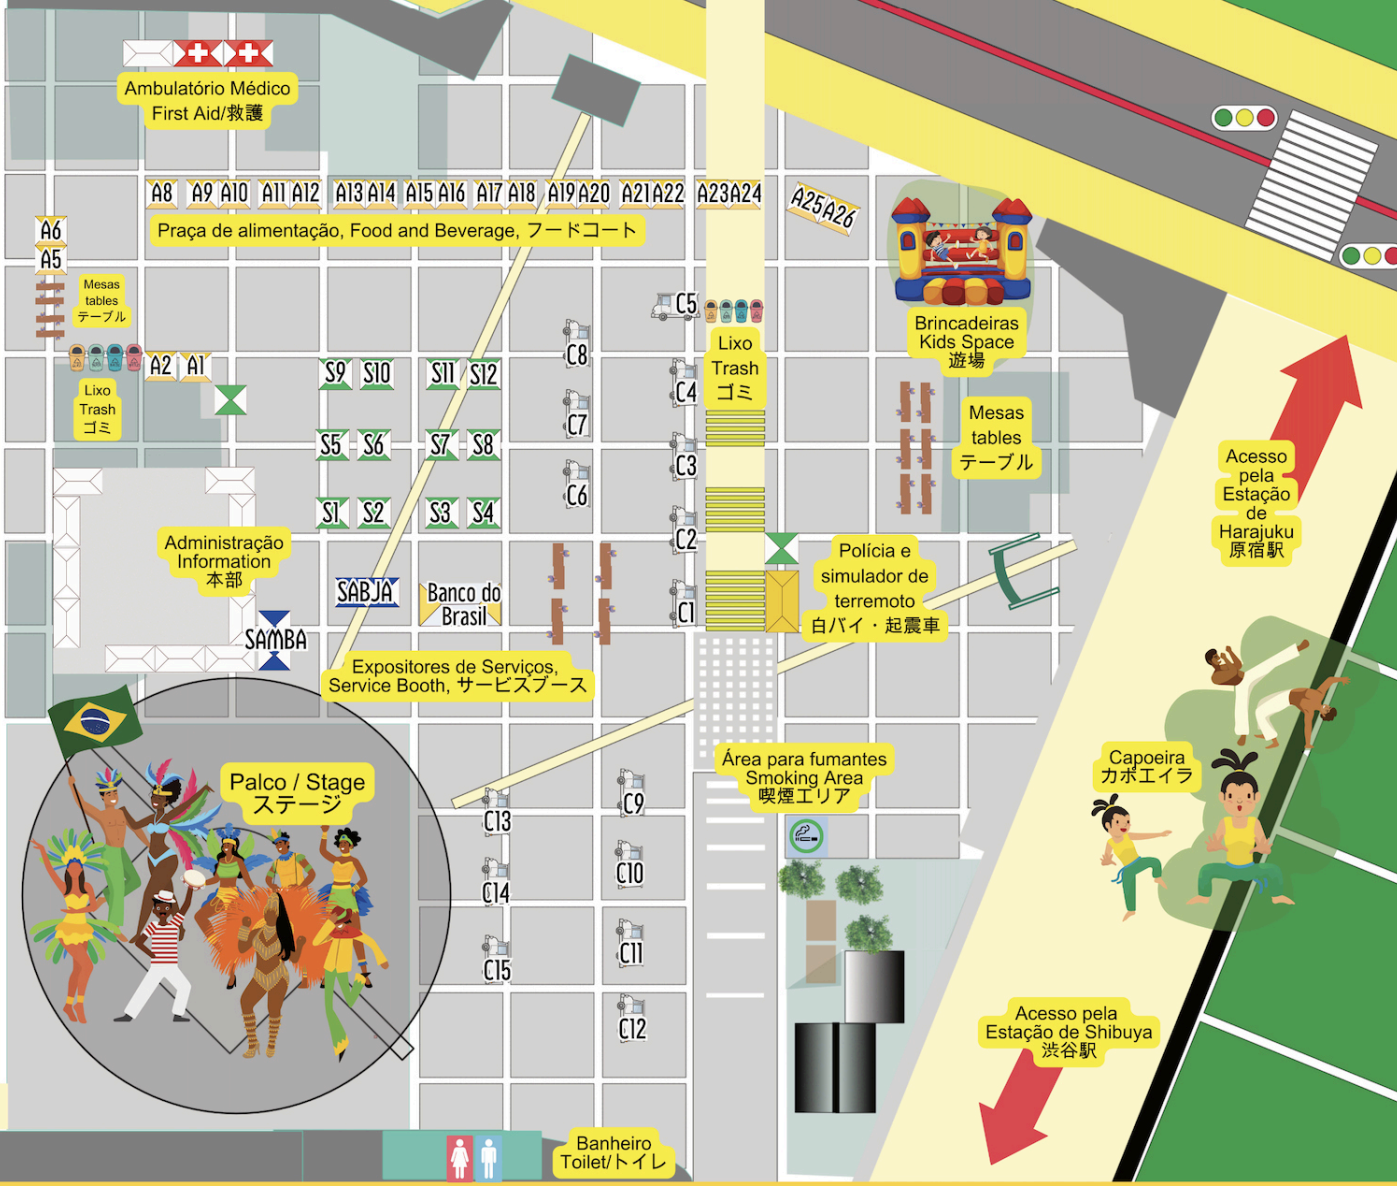 Ambulatório Médico
First Aid/救護
A8 A9 A10 A11 A12 A13 A14 A15 A16 A17 A18 A19 A20 A21 A22 A23 A24 A25 A26
Praça de alimentação, Food and Beverage, フードコート
A6
A5
Mesas
tables
テーブル
A2 A1
Lixo
Trash
ゴミ
S9 S10 S11 S12
S5 S6 S7 S8
S1 S2 S3 S4
C8
C7
C6
C5
C4
C3
C2
C1
Lixo
Trash
ゴミ
Brincadeiras
Kids Space
遊場
Mesas
tables
テーブル
Acesso
pela
Estação
de
Harajuku
原宿駅
Administração
Information
本部
SAMBA
SABJA
Banco do
Brasil
Polícia e
simulador de
terremoto
白バイ・起震車
Expositores de Serviços,
Service Booth, サービスブース
Palco / Stage
ステージ
Área para fumantes
Smoking Area
喫煙エリア
Capoeira
カポエイラ
C13
C14
C15
C9
C10
C11
C12
Acesso pela
Estação de Shibuya
渋谷駅
Banheiro
Toilet/トイレ